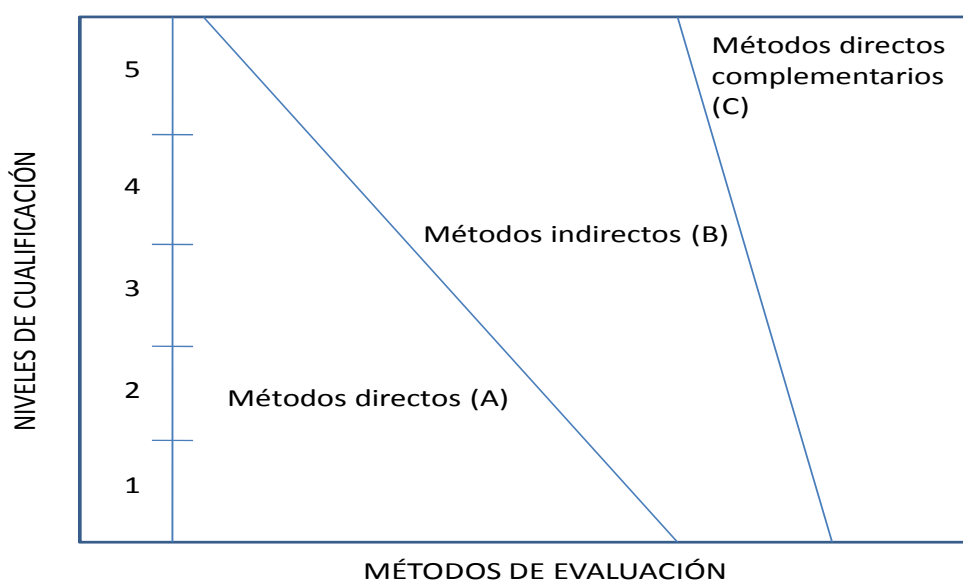 NIVELES DE CUALIFICACIÓN
5
4
3
2
1
Métodos directos
complementarios
(C)
Métodos indirectos (B)
Métodos directos (A)
MÉTODOS DE EVALUACIÓN